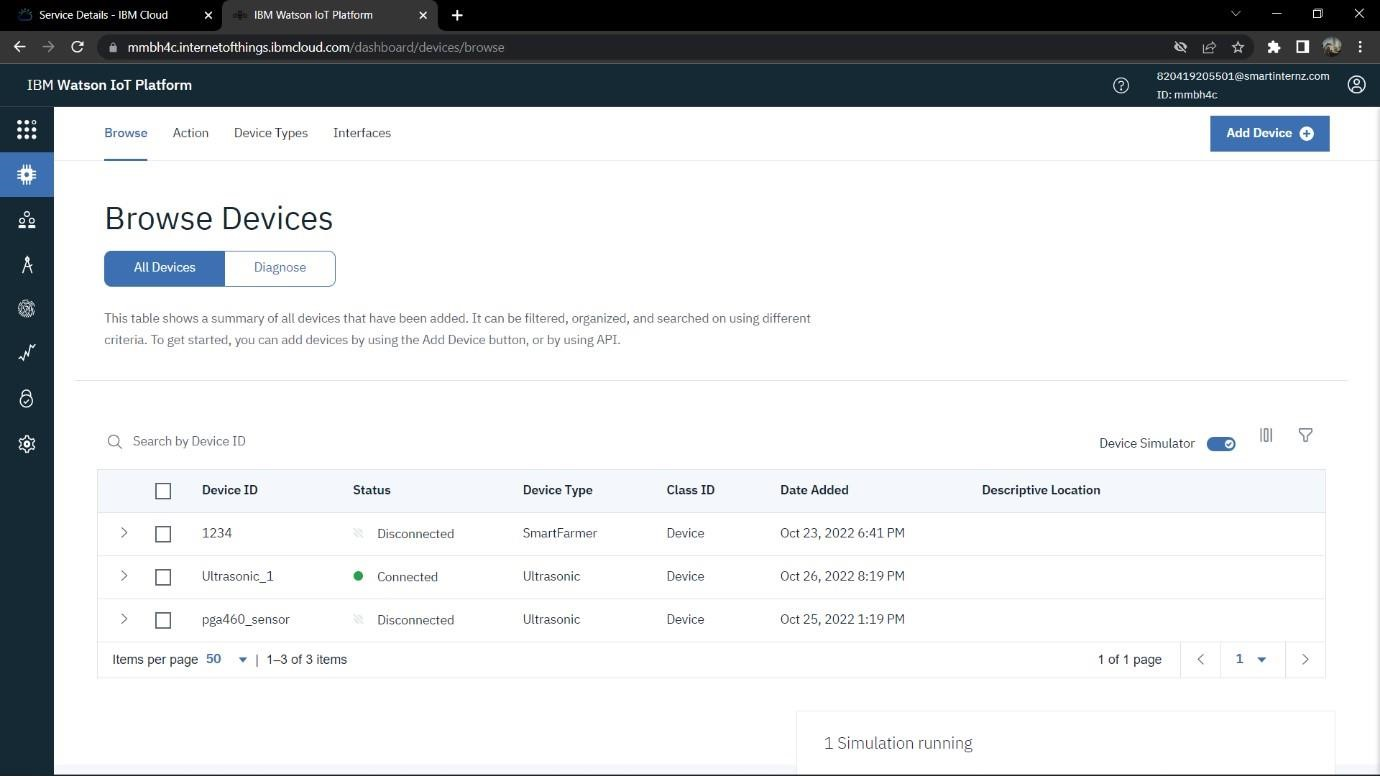 Service Details - IBM Cloud
IBM Watson IoT Platform
mmbh4c.internetofthings.ibmcloud.com/dashboard/devices/browse
IBM Watson IoT Platform
820419205501@smartinternz.com
ID: mmbh4c
Browse Action Device Types Interfaces
Add Device
Browse Devices
All Devices Diagnose
This table shows a summary of all devices that have been added. It can be filtered, organized, and searched on using different
criteria. To get started, you can add devices by using the Add Device button, or by using API.
Search by Device ID
Device Simulator
Device ID Status Device Type Class ID Date Added Descriptive Location
1234 Disconnected SmartFarmer Device Oct 23, 2022 6:41 PM
Ultrasonic_1 Connected Ultrasonic Device Oct 26, 2022 8:19 PM
pga460_sensor Disconnected Ultrasonic Device Oct 25, 2022 1:19 PM
Items per page 50 | 1–3 of 3 items 1 of 1 page 1
1 Simulation running